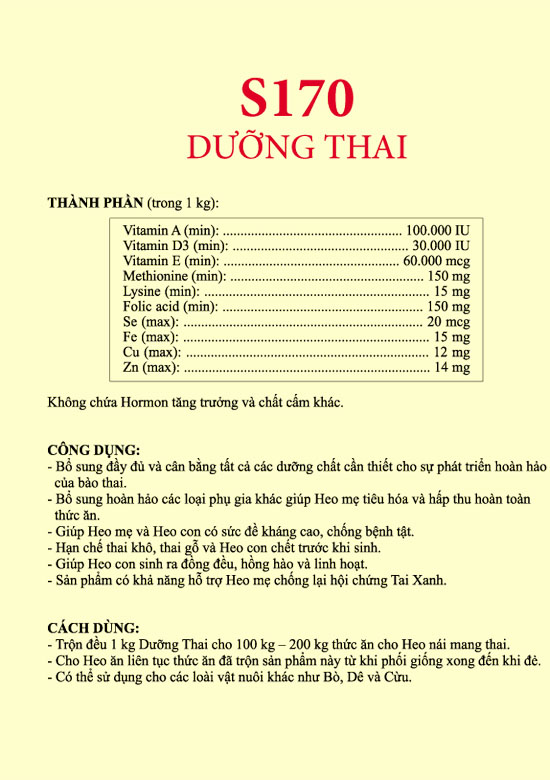 S170
DƯỠNG THAI
THÀNH PHẦN (trong 1 kg):
Vitamin A (min): ................................................... 100.000 IU
Vitamin D3 (min): .................................................. 30.000 IU
Vitamin E (min): .................................................. 60.000 mcg
Methionine (min): ...................................................... 150 mg
Lysine (min): ............................................................... 15 mg
Folic acid (min): ........................................................ 150 mg
Se (max): ................................................................... 20 mcg
Fe (max): ..................................................................... 15 mg
Cu (max): .................................................................... 12 mg
Zn (max): ..................................................................... 14 mg
Không chứa Hormon tăng trưởng và chất cấm khác.
CÔNG DỤNG:
- Bổ sung đầy đủ và cân bằng tất cả các dưỡng chất cần thiết cho sự phát triển hoàn hảo
của bào thai.
- Bổ sung hoàn hảo các loại phụ gia khác giúp Heo mẹ tiêu hóa và hấp thu hoàn toàn
thức ăn.
- Giúp Heo mẹ và Heo con có sức đề kháng cao, chống bệnh tật.
- Hạn chế thai khô, thai gỗ và Heo con chết trước khi sinh.
- Giúp Heo con sinh ra đồng đều, hồng hào và linh hoạt.
- Sản phẩm có khả năng hỗ trợ Heo mẹ chống lại hội chứng Tai Xanh.
CÁCH DÙNG:
- Trộn đều 1 kg Dưỡng Thai cho 100 kg – 200 kg thức ăn cho Heo nái mang thai.
- Cho Heo ăn liên tục thức ăn đã trộn sản phẩm này từ khi phối giống xong đến khi đẻ.
- Có thể sử dụng cho các loài vật nuôi khác như Bò, Dê và Cừu.